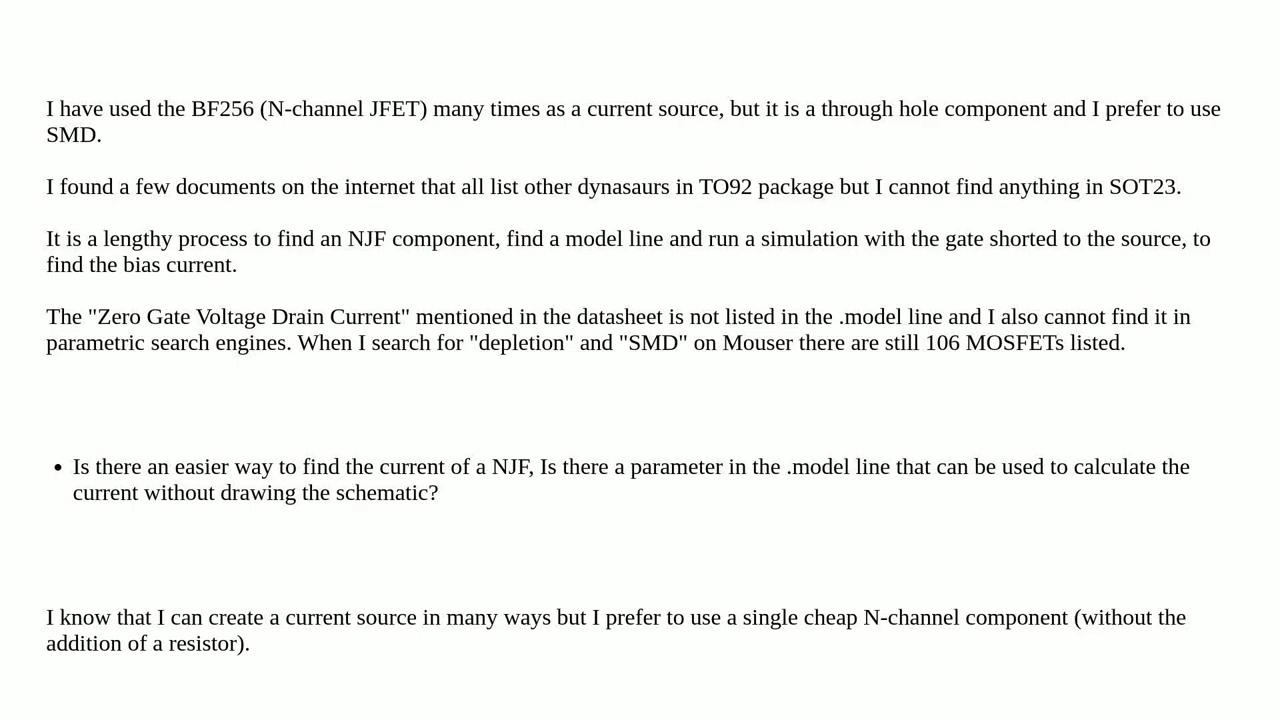 I have used the BF256 (N-channel JFET) many times as a current source, but it is a through hole component and I prefer to use
SMD.
I found a few documents on the internet that all list other dynasaurs in TO92 package but I cannot find anything in SOT23.
It is a lengthy process to find an NJF component, find a model line and run a simulation with the gate shorted to the source, to
find the bias current.
The "Zero Gate Voltage Drain Current" mentioned in the datasheet is not listed in the .model line and I also cannot find it in
parametric search engines. When I search for "depletion" and "SMD" on Mouser there are still 106 MOSFETs listed.
• Is there an easier way to find the current of a NJF, Is there a parameter in the .model line that can be used to calculate the
current without drawing the schematic?
I know that I can create a current source in many ways but I prefer to use a single cheap N-channel component (without the
addition of a resistor).